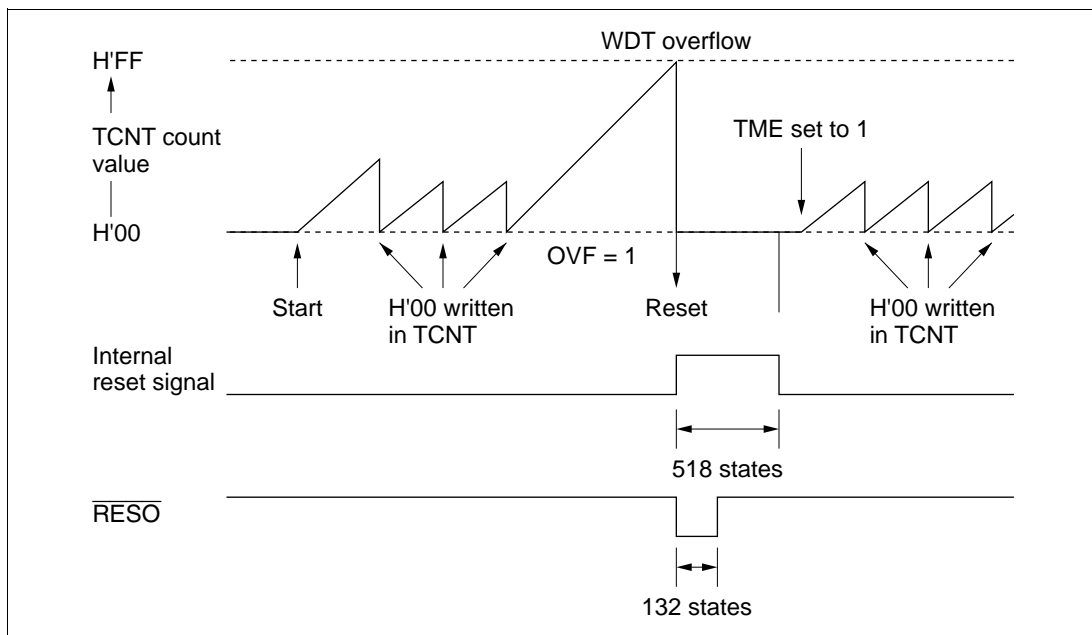 WDT overflow
H'FF
TCNT count
value
TME set to 1
H'00
OVF = 1
Start
H'00 written
in TCNT
Reset
H'00 written
in TCNT
Internal
reset signal
518 states
RESO
132 states